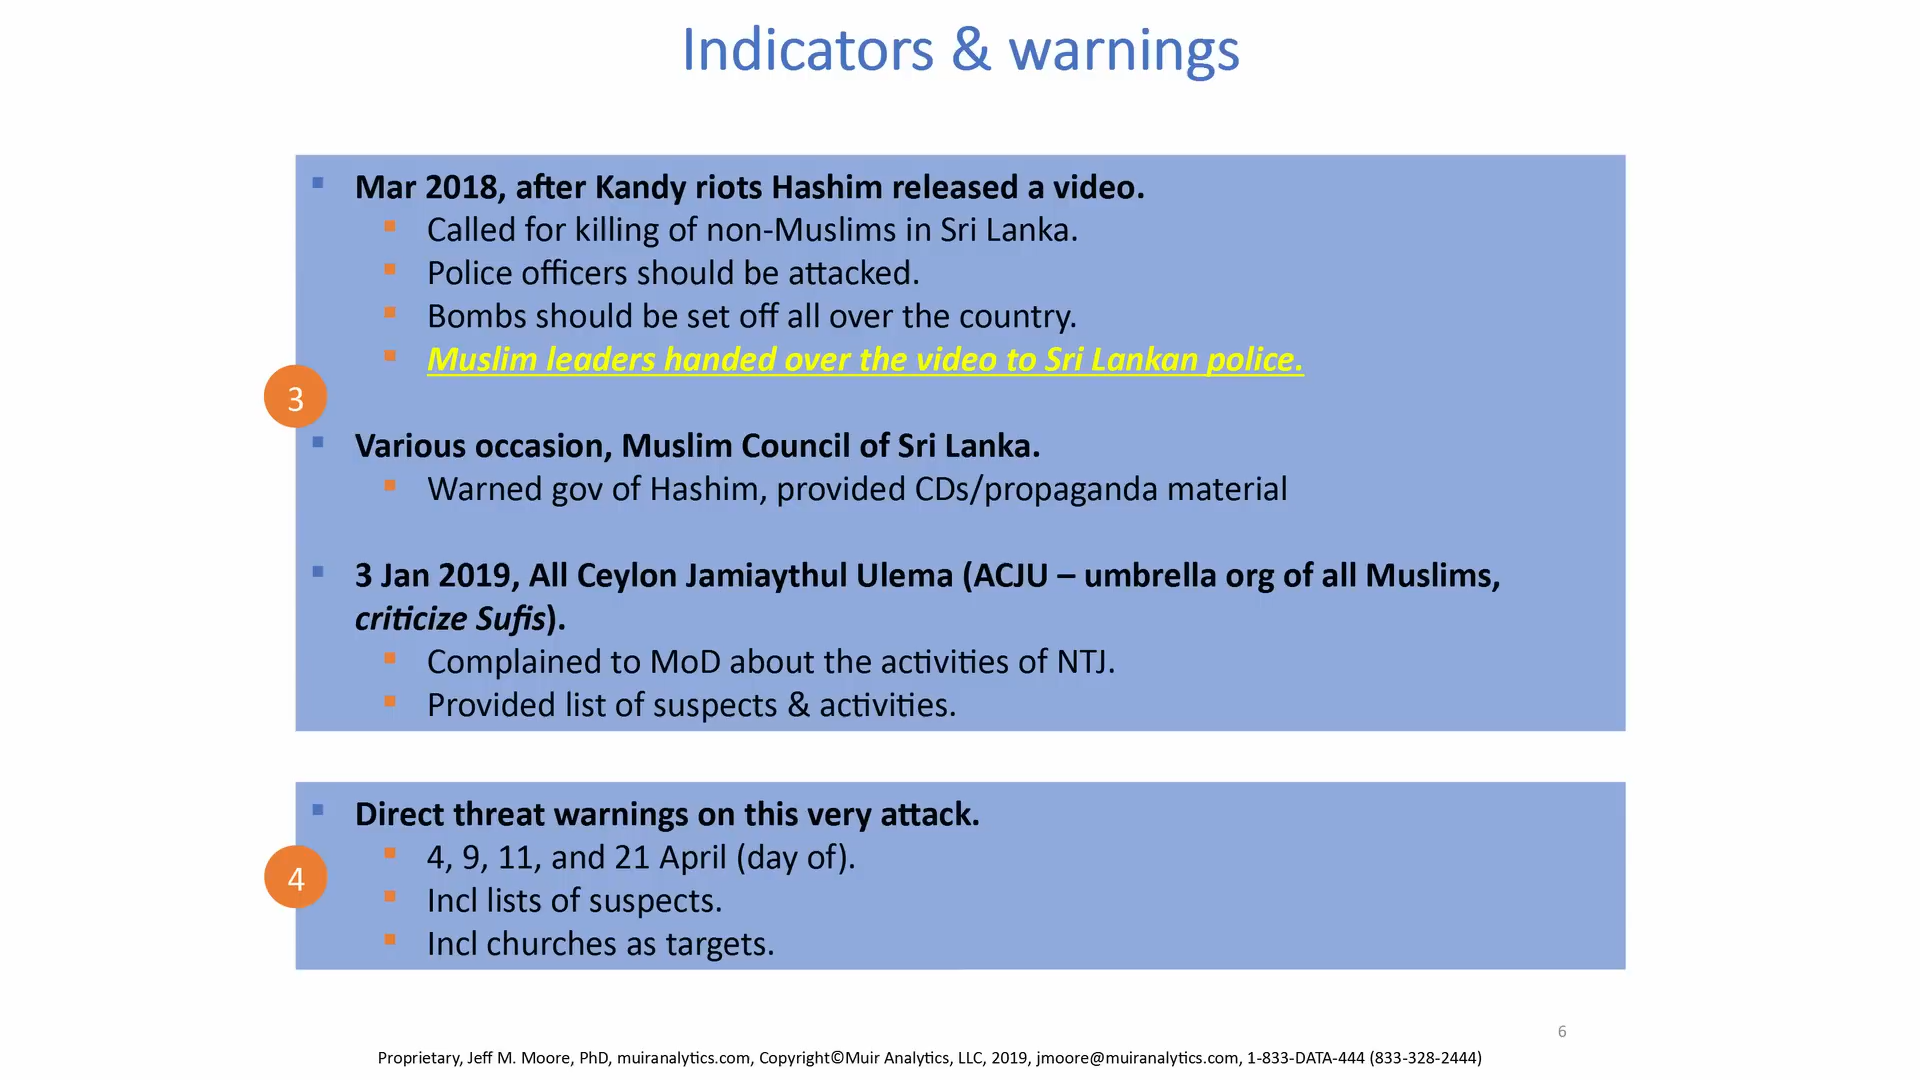 Indicators & warnings
Mar 2018, after Kandy riots Hashim released a video.
Called for killing of non-Muslims in Sri Lanka.
Police officers should be attacked.
Bombs should be set off all over the country.
Muslim leaders handed over the video to Sri Lankan police.
3
Various occasion, Muslim Council of Sri Lanka.
Warned gov of Hashim, provided CDs/propaganda material
3 Jan 2019, All Ceylon Jamiaythul Ulema (ACJU – umbrella org of all Muslims,
criticize Sufis).
Complained to MoD about the activities of NTJ.
Provided list of suspects & activities.
Direct threat warnings on this very attack.
4, 9, 11, and 21 April (day of).
4
Incl lists of suspects.
Incl churches as targets.
6
Proprietary, Jeff M. Moore, PhD, muiranalytics.com, Copyright©Muir Analytics, LLC, 2019, jmoore@muiranalytics.com, 1-833-DATA-444 (833-328-2444)